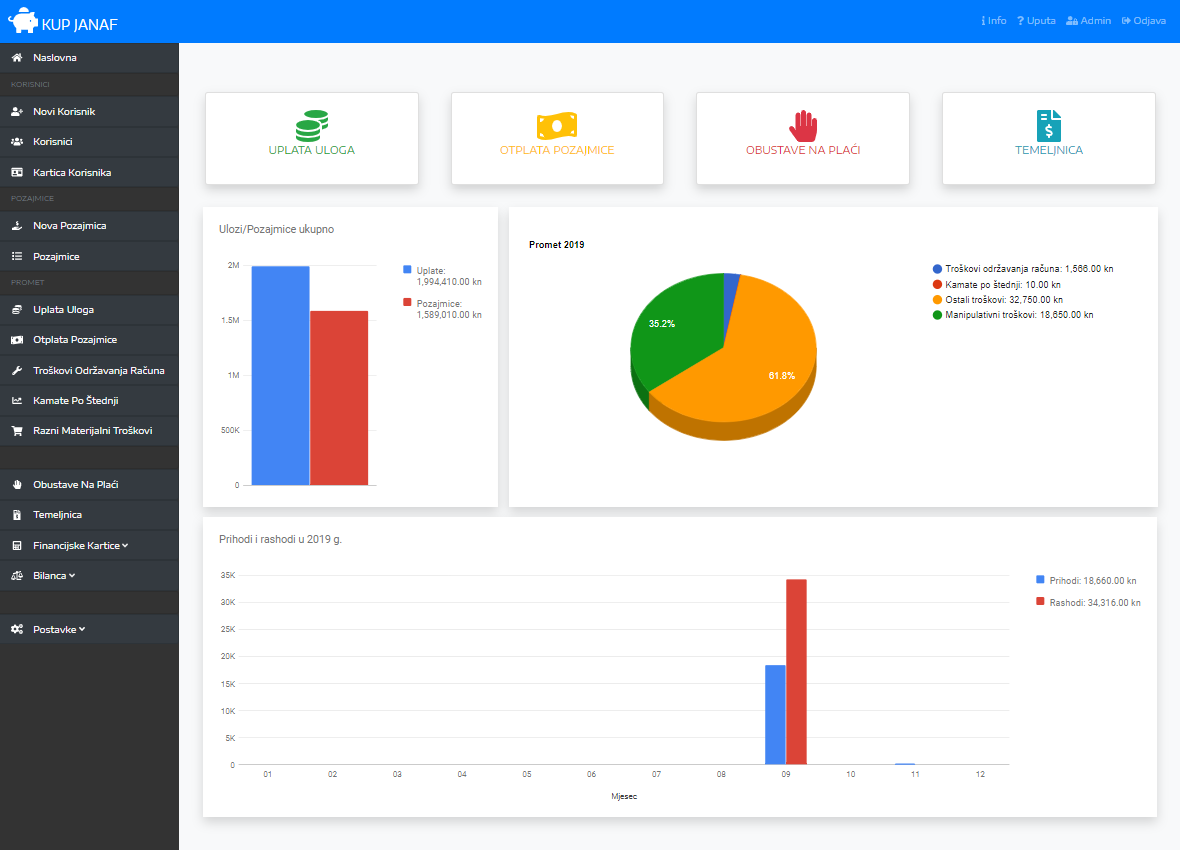 KUP JANAF
Info
Uputa
Admin
Odjava
Naslovna
KORISNICI
Novi Korisnik
Korisnici
Kartica Korisnika
POZAJMICE
Nova Pozajmica
Pozajmice
PROMET
Uplata Uloga
Otplata Pozajmice
Troškovi Održavanja Računa
Kamate Po Štednji
Razni Materijalni Troškovi
Obustave Na Plaći
Temeljnica
Financijske Kartice
Bilanca
Postavke
UPLATA ULOGA
OTPLATA POZAJMICE
OBUSTAVE NA PLAĆI
TEMELJNICA
Ulozi/Pozajmice ukupno
2M
1.5M
1M
500K
0
Uplate:
1,994,410.00 kn
Pozajmice:
1,589,010.00 kn
Promet 2019
35.2%
61.8%
Troškovi održavanja računa: 1,566.00 kn
Kamate po štednji: 10.00 kn
Ostali troškovi: 32,750.00 kn
Manipulativni troškovi: 18,650.00 kn
Prihodi i rashodi u 2019 g.
35K
30K
25K
20K
15K
10K
5K
0
01 02 03 04 05 06 07 08 09 10 11 12
Mjesec
Prihodi: 18,660.00 kn
Rashodi: 34,316.00 kn